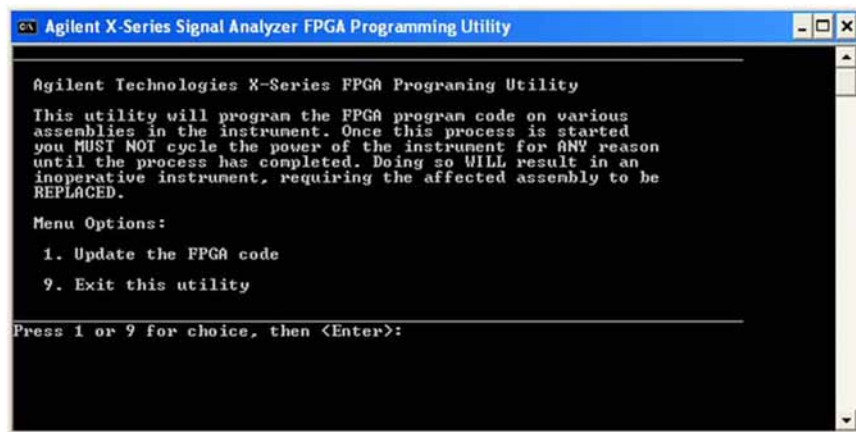 Agilent X-Series Signal Analyzer FPGA Programming Utility
Agilent Technologies X-Series FPGA Programing Utility
This utility will program the FPGA program code on various
assemblies in the instrument. Once this process is started
you MUST NOT cycle the power of the instrument for ANY reason
until the process has completed. Doing so WILL result in an
inoperative instrument, requiring the affected assembly to be
REPLACED.
Menu Options:
1. Update the FPGA code
9. Exit this utility
Press 1 or 9 for choice, then <Enter>: